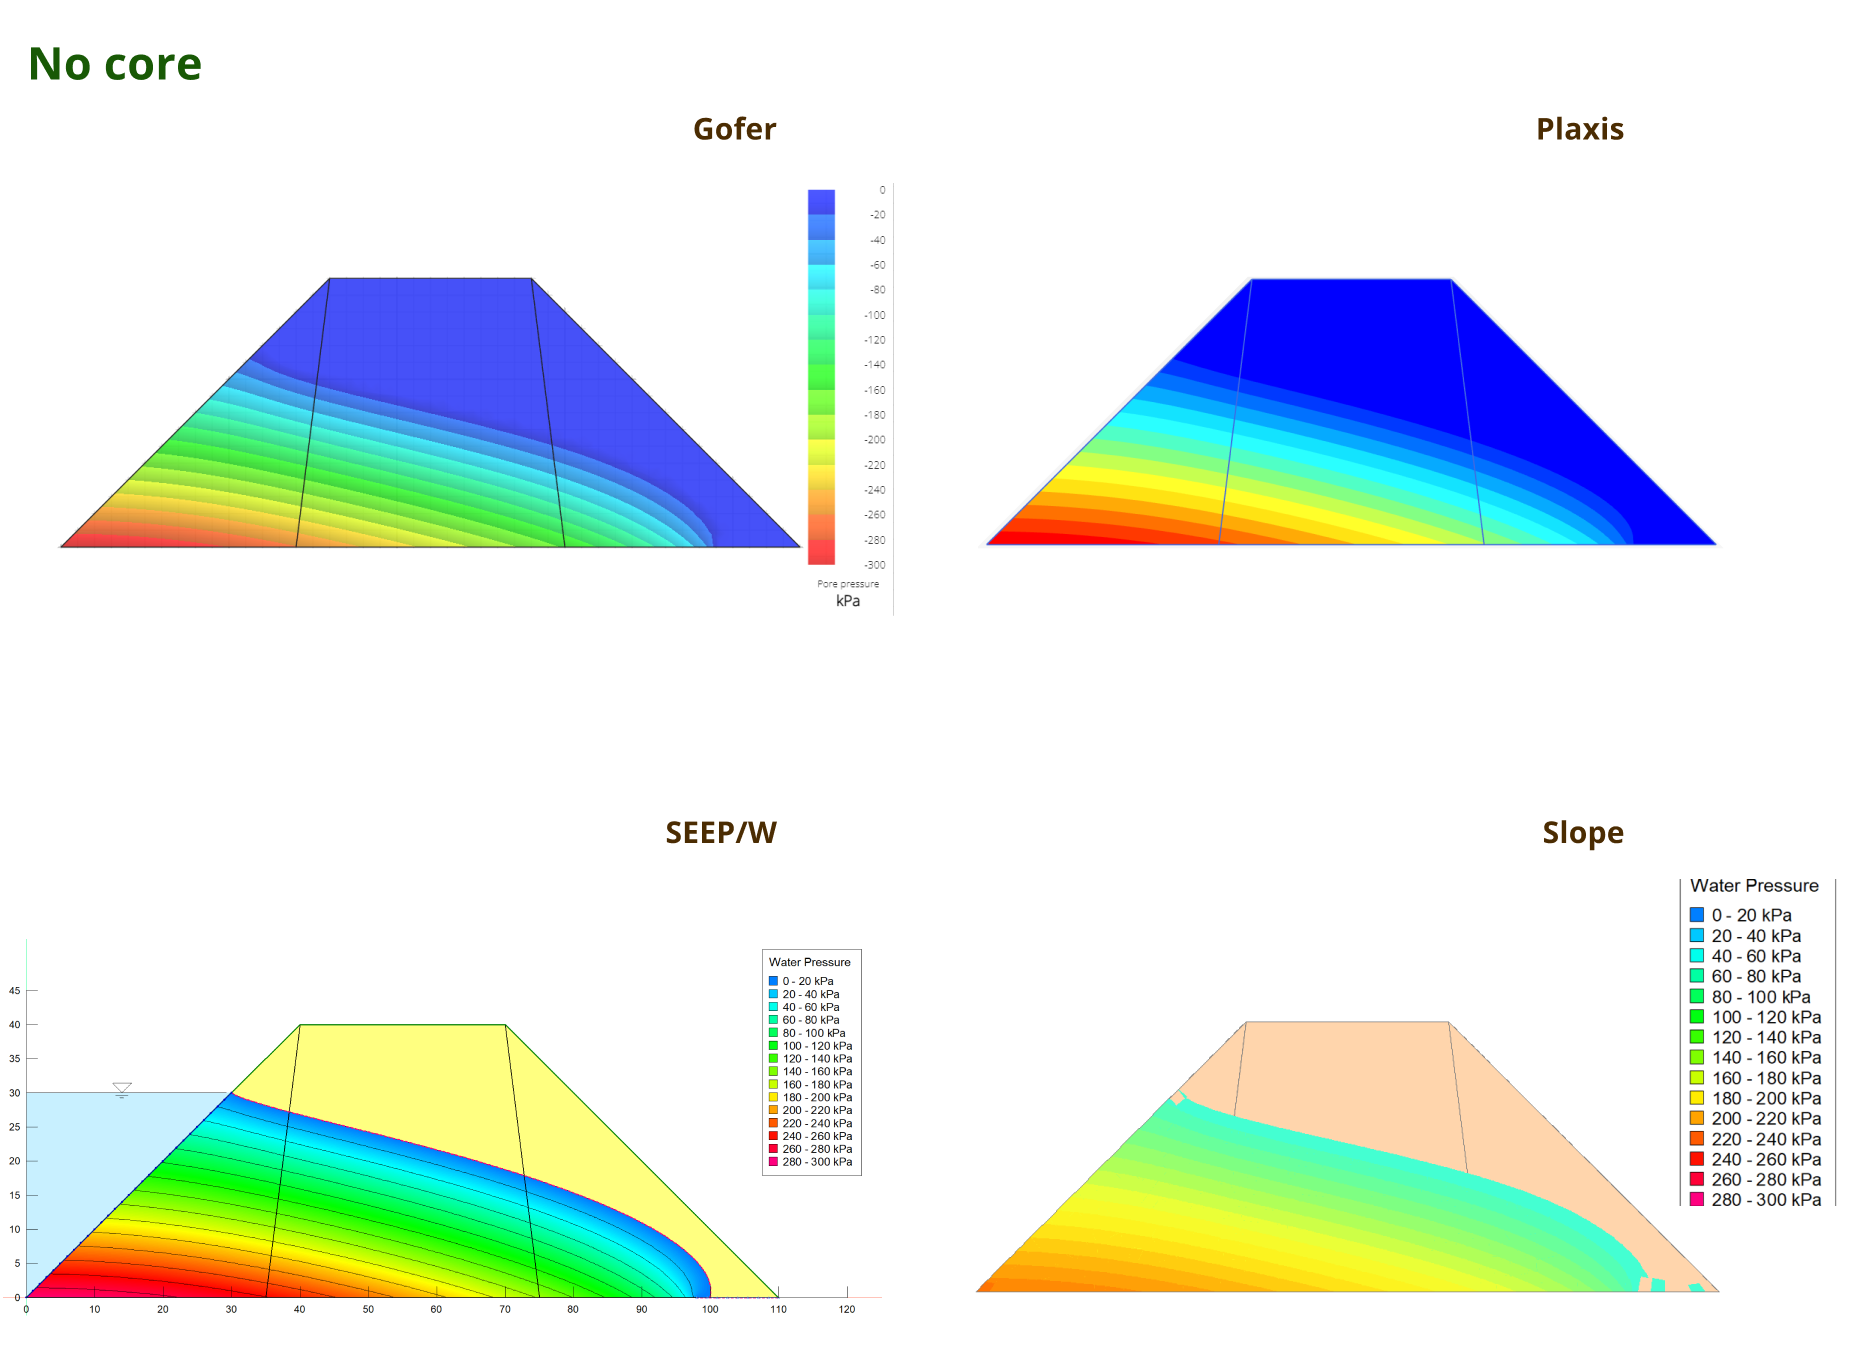 No core
Gofer
Plaxis
0
-20
-40
-60
-80
-100
-120
-140
-160
-180
-200
-220
-240
-260
-280
-300
Pore pressure
kPa
SEEP/W
Slope
Water Pressure
0 - 20 kPa
20 - 40 kPa
40 - 60 kPa
60 - 80 kPa
80 - 100 kPa
100 - 120 kPa
120 - 140 kPa
140 - 160 kPa
160 - 180 kPa
180 - 200 kPa
200 - 220 kPa
220 - 240 kPa
240 - 260 kPa
260 - 280 kPa
280 - 300 kPa
45
40
35
30
25
20
15
10
5
0
0 10 20 30 40 50 60 70 80 90 100 110 120
Water Pressure
0 - 20 kPa
20 - 40 kPa
40 - 60 kPa
60 - 80 kPa
80 - 100 kPa
100 - 120 kPa
120 - 140 kPa
140 - 160 kPa
160 - 180 kPa
180 - 200 kPa
200 - 220 kPa
220 - 240 kPa
240 - 260 kPa
260 - 280 kPa
280 - 300 kPa